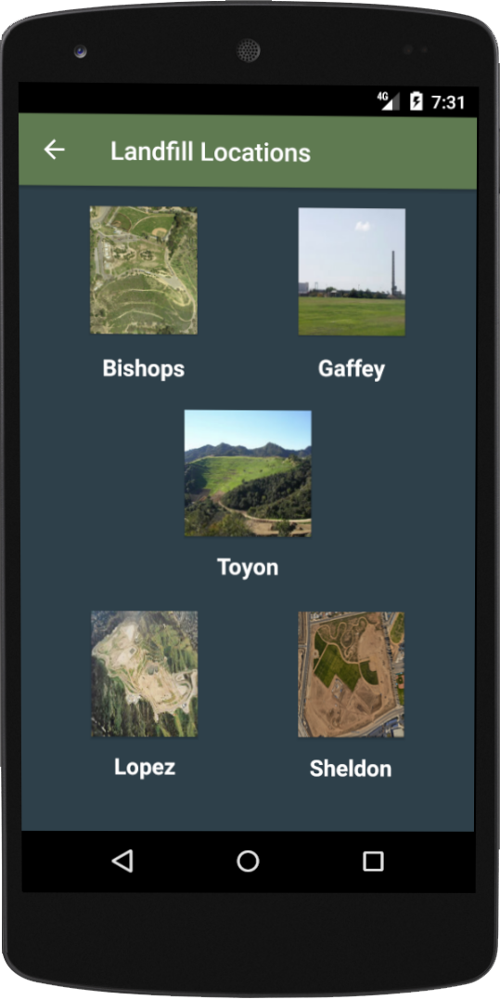 4G 7:31
Landfill Locations
Bishops
Gaffey
Toyon
Lopez
Sheldon